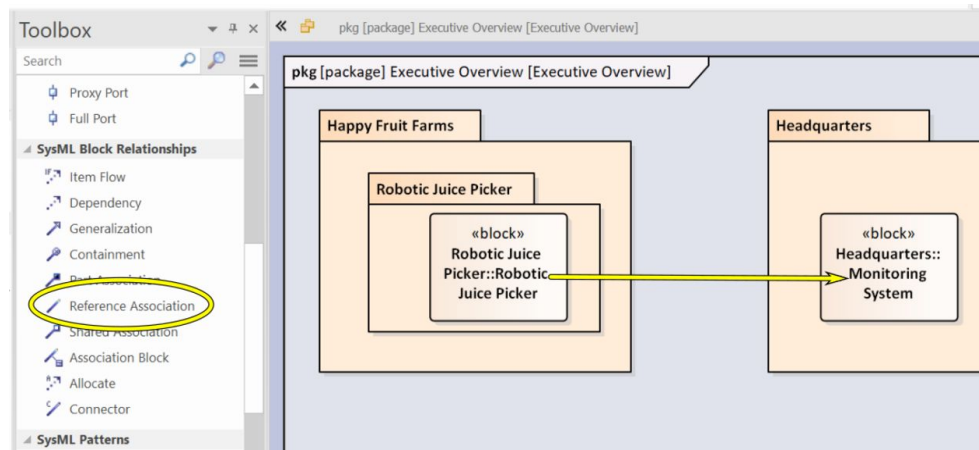 Toolbox
Search
Proxy Port
Full Port
SysML Block Relationships
Item Flow
Dependency
Generalization
Containment
Part Association
Reference Association
Shared Association
Association Block
Allocate
Connector
SysML Patterns
pkg [package] Executive Overview [Executive Overview]
pkg [package] Executive Overview [Executive Overview]
Happy Fruit Farms
Robotic Juice Picker
«block»
Robotic Juice
Picker::Robotic
Juice Picker
Headquarters
«block»
Headquarters::
Monitoring
System